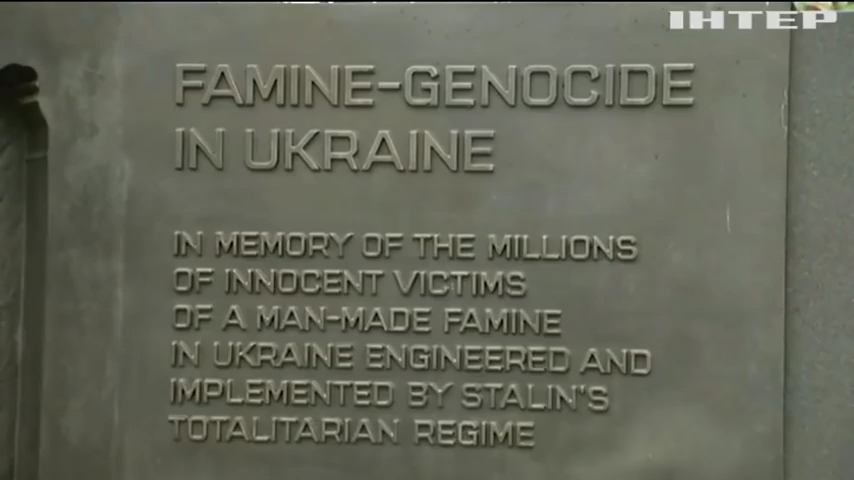 ІНТЕР
FAMINE-GENOCIDE
IN UKRAINE
IN MEMORY OF THE MILLIONS
OF INNOCENT VICTIMS
OF A MAN-MADE FAMINE
IN UKRAINE ENGINEERED AND
IMPLEMENTED BY STALIN'S
TOTALITARIAN REGIME